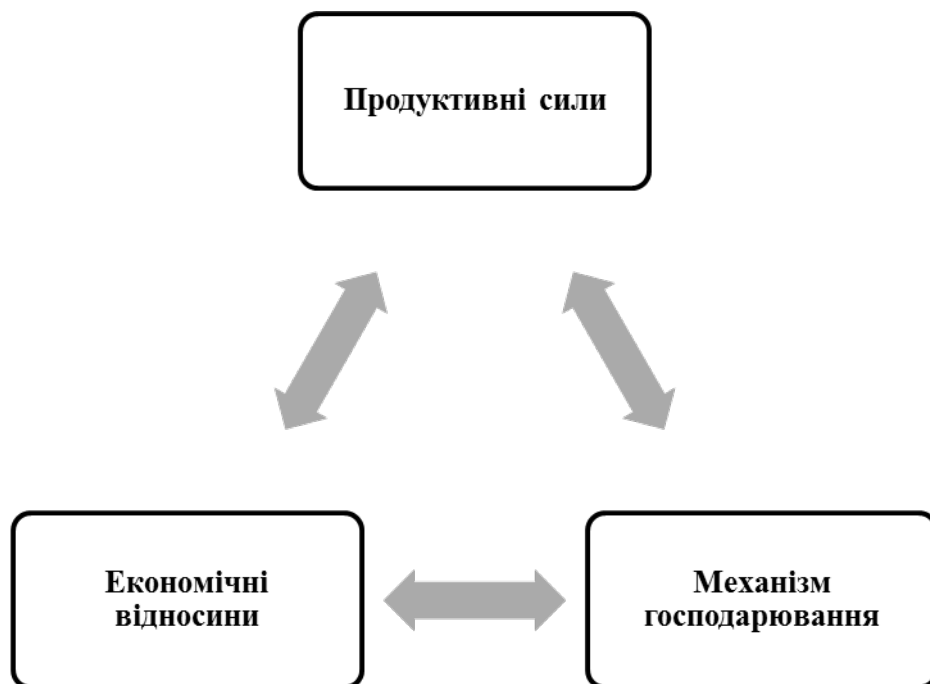 Продуктивні сили
Економічні
відносини
Механізм
господарювання